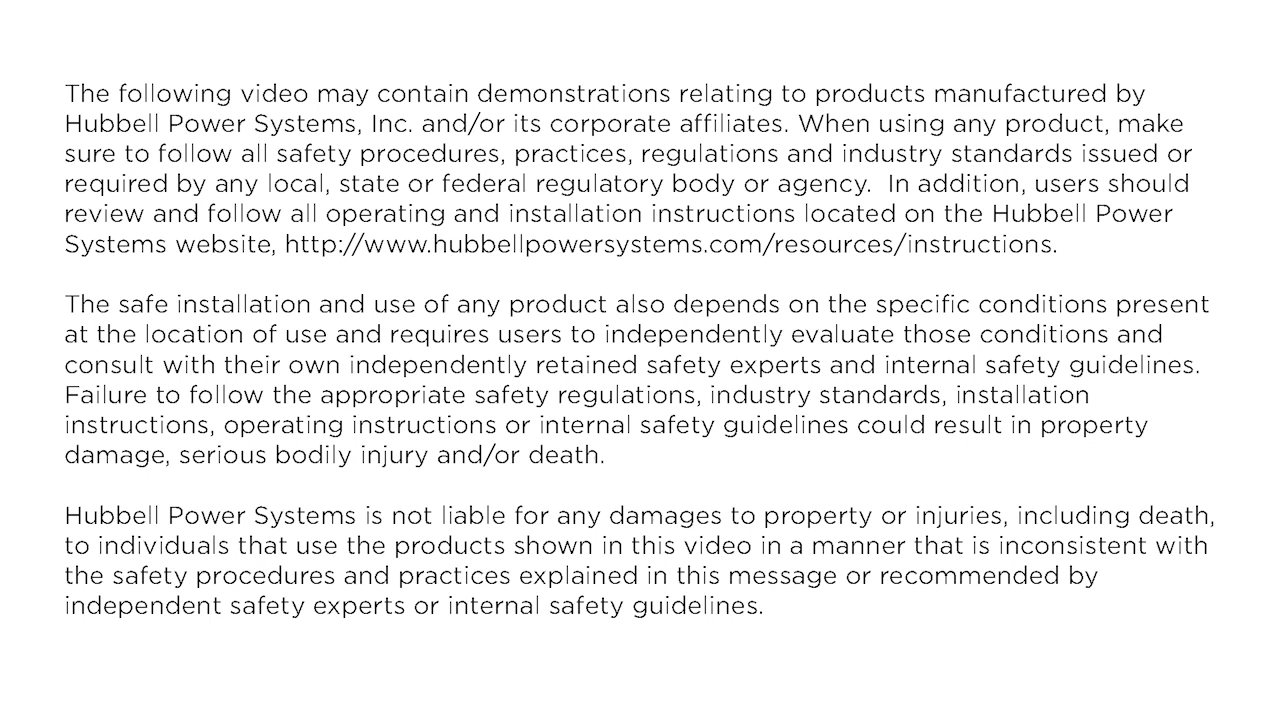 The following video may contain demonstrations relating to products manufactured by
Hubbell Power Systems, Inc. and/or its corporate affiliates. When using any product, make
sure to follow all safety procedures, practices, regulations and industry standards issued or
required by any local, state or federal regulatory body or agency.  In addition, users should
review and follow all operating and installation instructions located on the Hubbell Power
Systems website, http://www.hubbellpowersystems.com/resources/instructions.
The safe installation and use of any product also depends on the specific conditions present
at the location of use and requires users to independently evaluate those conditions and
consult with their own independently retained safety experts and internal safety guidelines.
Failure to follow the appropriate safety regulations, industry standards, installation
instructions, operating instructions or internal safety guidelines could result in property
damage, serious bodily injury and/or death.
Hubbell Power Systems is not liable for any damages to property or injuries, including death,
to individuals that use the products shown in this video in a manner that is inconsistent with
the safety procedures and practices explained in this message or recommended by
independent safety experts or internal safety guidelines.